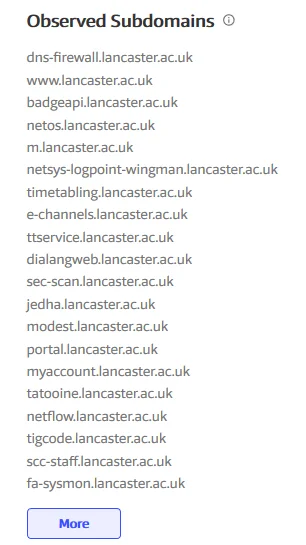 Observed Subdomains
dns-firewall.lancaster.ac.uk
www.lancaster.ac.uk
badgeapi.lancaster.ac.uk
netos.lancaster.ac.uk
m.lancaster.ac.uk
netsys-logpoint-wingman.lancaster.ac.uk
timetabling.lancaster.ac.uk
e-channels.lancaster.ac.uk
ttservice.lancaster.ac.uk
dialangweb.lancaster.ac.uk
sec-scan.lancaster.ac.uk
jedha.lancaster.ac.uk
modest.lancaster.ac.uk
portal.lancaster.ac.uk
myaccount.lancaster.ac.uk
tatooine.lancaster.ac.uk
netflow.lancaster.ac.uk
tigcode.lancaster.ac.uk
scc-staff.lancaster.ac.uk
fa-sysmon.lancaster.ac.uk
More